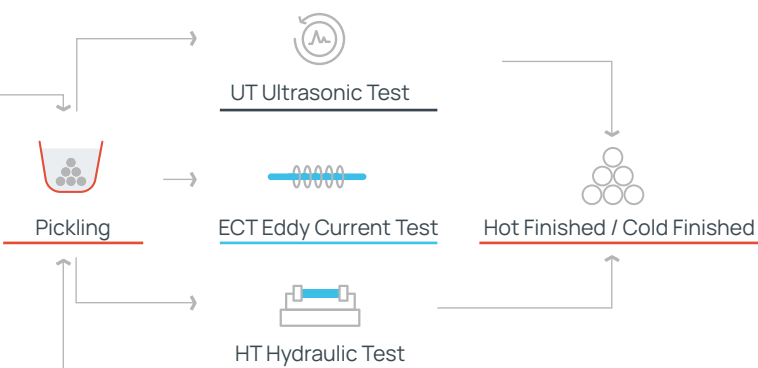 UT Ultrasonic Test
Pickling
ECT Eddy Current Test
Hot Finished / Cold Finished
HT Hydraulic Test